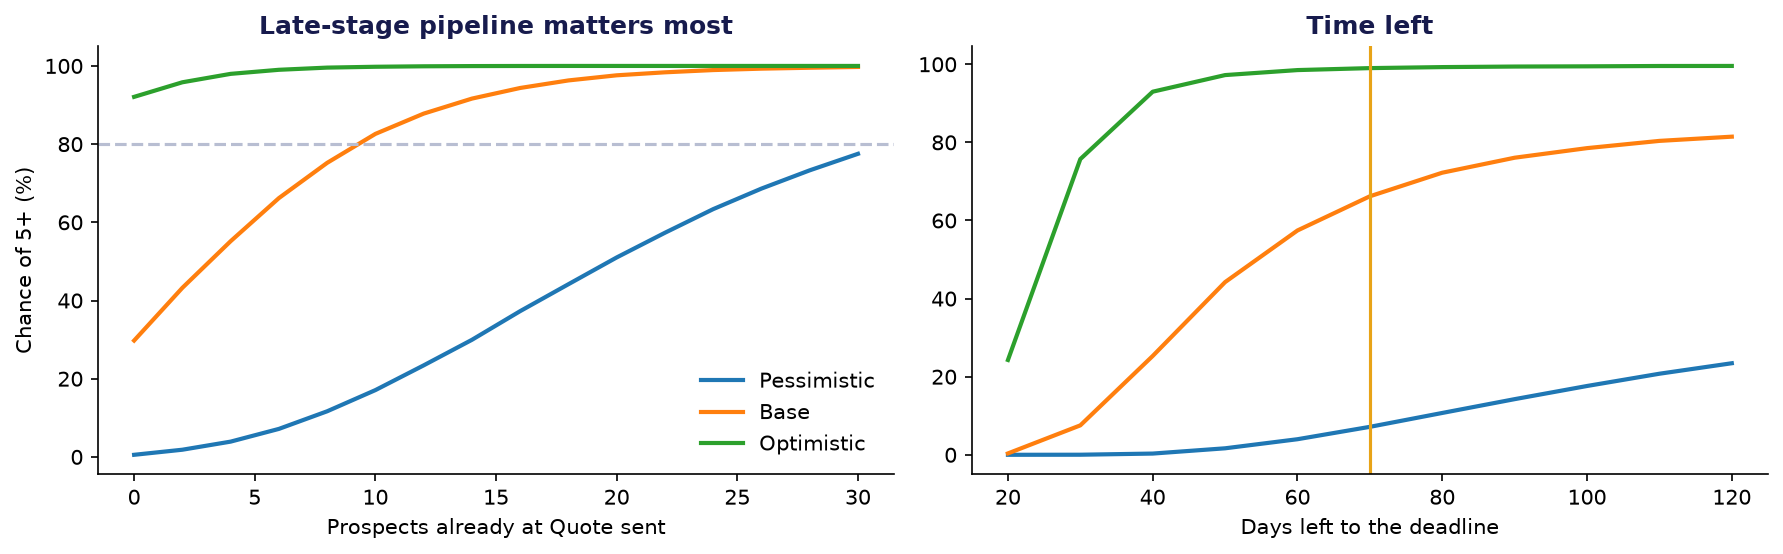 Late-stage pipeline matters most
Chance of 5+ (%)
100
80
60
40
20
0
Pessimistic
Base
Optimistic
0 5 10 15 20 25 30
Prospects already at Quote sent
Time left
100
80
60
40
20
0
20 40 60 80 100 120
Days left to the deadline